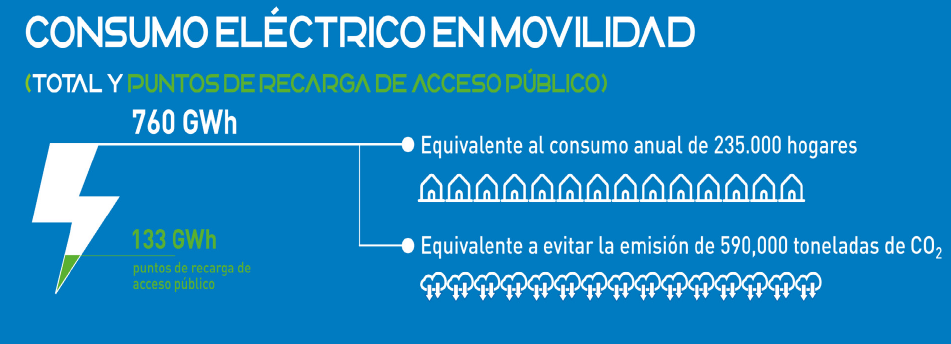 CONSUMO ELÉCTRICO EN MOVILIDAD
(TOTAL Y PUNTOS DE RECARGA DE ACCESO PÚBLICO)
760 GWh
Equivalente al consumo anual de 235.000 hogares
133 GWh
puntos de recarga de
acceso público
Equivalente a evitar la emisión de 590,000 toneladas de CO₂